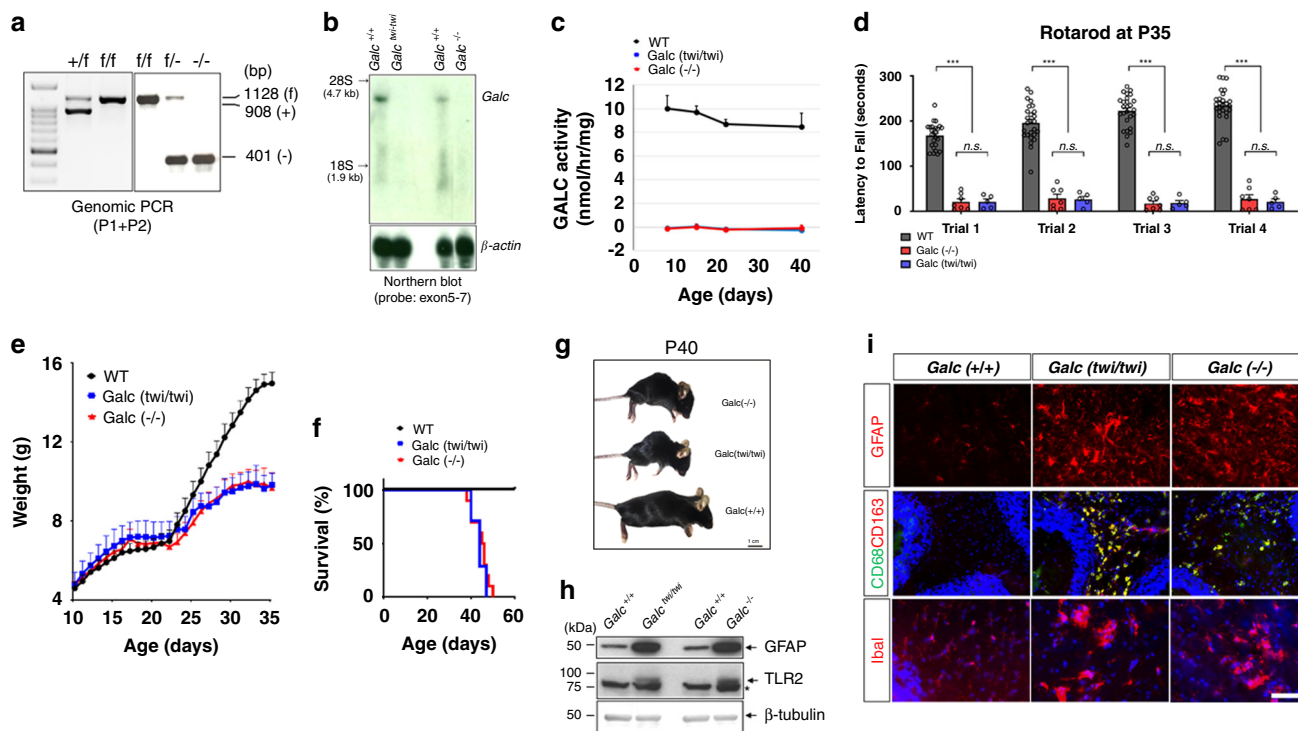 a
+/f f/f f/f f/- -/-
(bp)
1128 (f)
908 (+)
401 (-)
Genomic PCR
(P1+P2)
b
Galc +/+
Galc twi-twi
Galc +/+
Galc -/-
28S
(4.7 kb)
Galc
18S
(1.9 kb)
β-actin
Northern blot
(probe: exon5-7)
c
WT
Galc (twi/twi)
Galc (-/-)
GALC activity
(nmol/hr/mg)
12
10
8
6
4
2
0
-2
0 10 20 30 40
Age (days)
d
Rotarod at P35
Latency to Fall (seconds)
300
200
100
0
*** *** *** ***
n.s. n.s. n.s. n.s.
Trial 1 Trial 2 Trial 3 Trial 4
WT
Galc (-/-)
Galc (twi/twi)
e
WT
Galc (twi/twi)
Galc (-/-)
Weight (g)
16
12
8
4
10 15 20 25 30 35
Age (days)
f
WT
Galc (twi/twi)
Galc (-/-)
Survival (%)
100
80
60
40
20
0
0 20 40 60
Age (days)
g
P40
Galc(-/-)
Galc(twi/twi)
Galc(+/+)
1 cm
h
Galc +/+
Galc twi/twi
Galc +/+
Galc -/-
(kDa)
50
GFAP
100
75
TLR2
*
50
β-tubulin
i
Galc (+/+) Galc (twi/twi) Galc (-/-)
GFAP
CD68CD163
Ibal